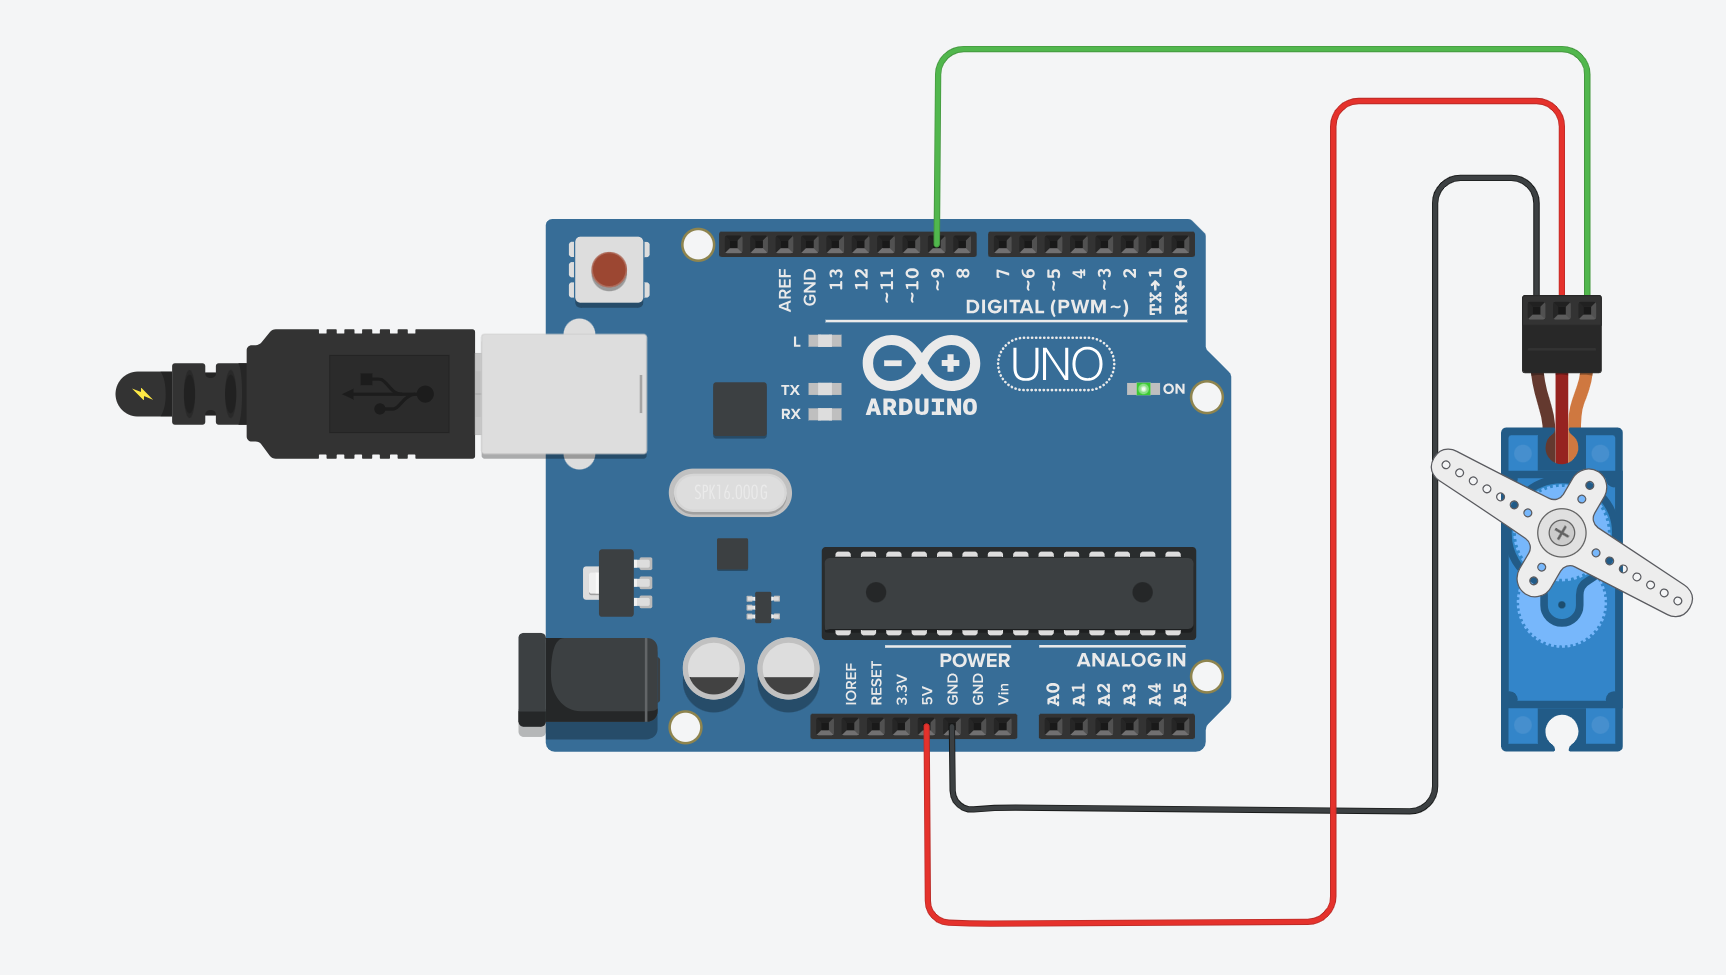 AREF
GND
13
12
~11
~10
~9
8
7
~6
~5
4
~3
2
TX→1
RX←0
DIGITAL (PWM~)
L
TX
RX
ARDUINO
UNO
ON
SPK16.000G
POWER
ANALOG IN
IOREF
RESET
3.3V
5V
GND
GND
Vin
A0
A1
A2
A3
A4
A5